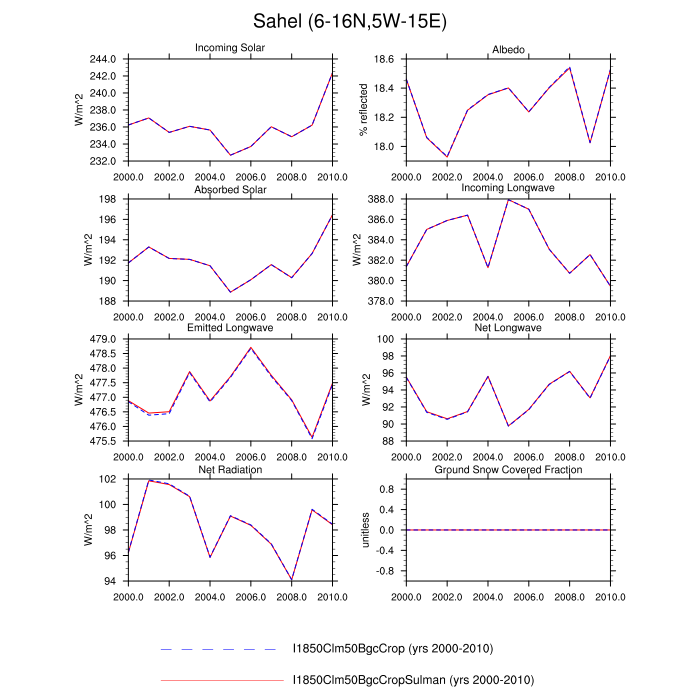 Sahel (6-16N,5W-15E)
Incoming Solar
W/m^2
244.0
242.0
240.0
238.0
236.0
234.0
232.0
2000.0 2002.0 2004.0 2006.0 2008.0 2010.0
Albedo
% reflected
18.6
18.4
18.2
18.0
2000.0 2002.0 2004.0 2006.0 2008.0 2010.0
Absorbed Solar
W/m^2
198
196
194
192
190
188
2000.0 2002.0 2004.0 2006.0 2008.0 2010.0
Incoming Longwave
W/m^2
388.0
386.0
384.0
382.0
380.0
378.0
2000.0 2002.0 2004.0 2006.0 2008.0 2010.0
Emitted Longwave
W/m^2
479.0
478.5
478.0
477.5
477.0
476.5
476.0
475.5
2000.0 2002.0 2004.0 2006.0 2008.0 2010.0
Net Longwave
W/m^2
100
98
96
94
92
90
88
2000.0 2002.0 2004.0 2006.0 2008.0 2010.0
Net Radiation
W/m^2
102
100
98
96
94
2000.0 2002.0 2004.0 2006.0 2008.0 2010.0
Ground Snow Covered Fraction
unitless
0.8
0.4
0.0
-0.4
-0.8
2000.0 2002.0 2004.0 2006.0 2008.0 2010.0
I1850Clm50BgcCrop (yrs 2000-2010)
I1850Clm50BgcCropSulman (yrs 2000-2010)